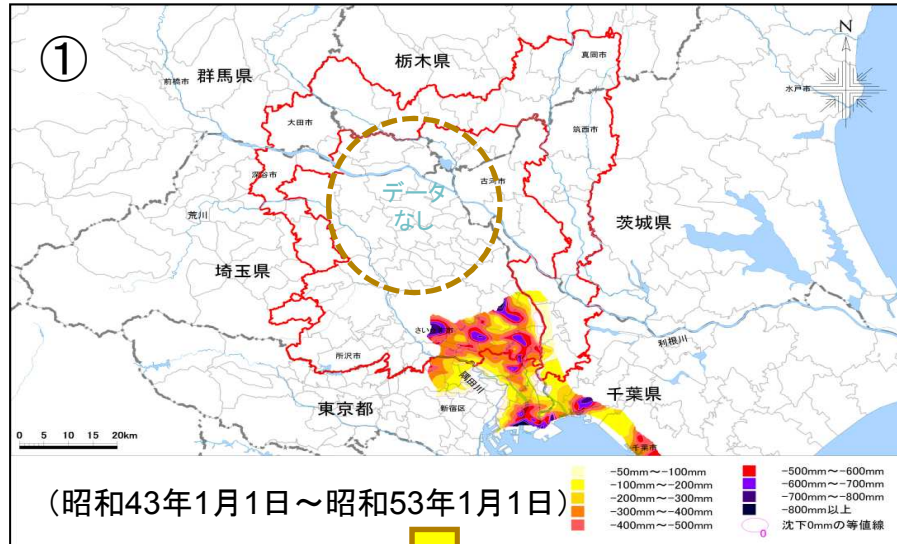 ①
栃木県
群馬県
真岡市
前橋市
水戸市
N
大田市
筑西市
深谷市
古河市
データ
なし
荒川
茨城県
埼玉県
利根川
所沢市
隅田川
千葉県
東京都
新宿区
千葉市
0 5 10 15 20km
(昭和43年1月1日~昭和53年1月1日)
-50mm~-100mm
-100mm~-200mm
-200mm~-300mm
-300mm~-400mm
-400mm~-500mm
-500mm~-600mm
-600mm~-700mm
-700mm~-800mm
-800mm以上
0
沈下0mmの等値線